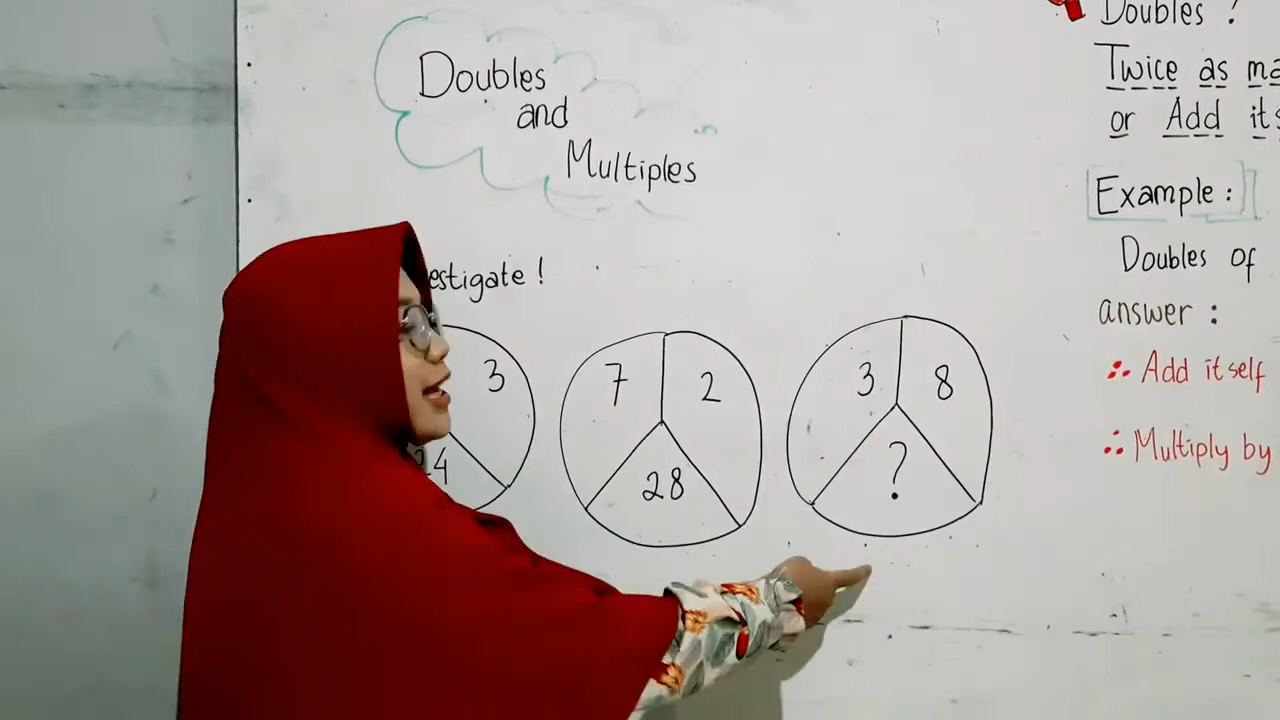 Doubles
and
Multiples
estigate !
3
24
7 2
28
3 8
?
Doubles ?
Twice as
or Add
Example :
Doubles of
answer :
∴ Add itself
∴ Multiply by